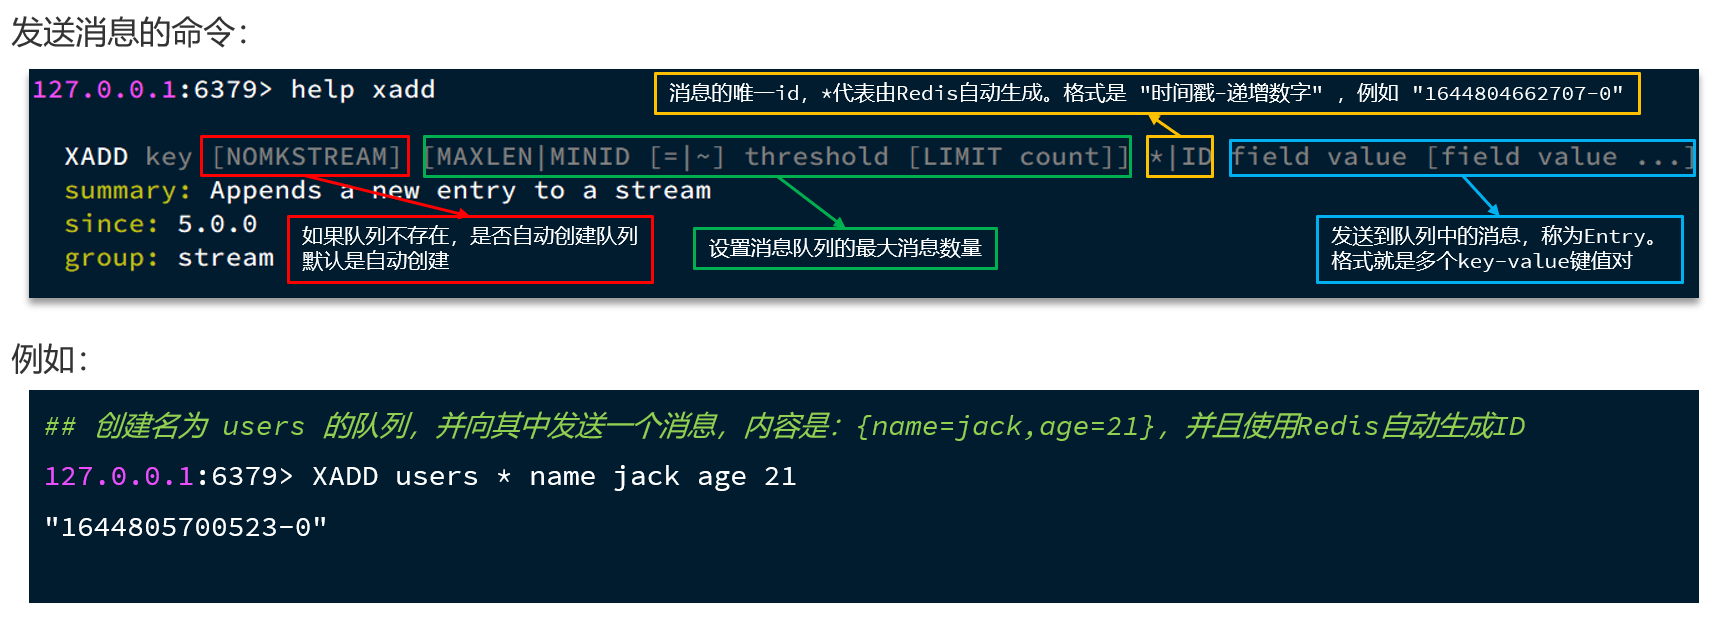 发送消息的命令：
127.0.0.1:6379> help xadd
消息的唯一id，*代表由Redis自动生成。格式是 "时间戳-递增数字" ，例如 "1644804662707-0"
XADD key [NOMKSTREAM] [MAXLEN|MINID [=|~] threshold [LIMIT count]] *|ID field value [field value ...]
summary: Appends a new entry to a stream
since: 5.0.0
group: stream
如果队列不存在，是否自动创建队列
默认是自动创建
设置消息队列的最大消息数量
发送到队列中的消息，称为Entry。
格式就是多个key-value键值对
例如：
## 创建名为 users 的队列，并向其中发送一个消息，内容是：{name=jack,age=21}，并且使用Redis自动生成ID
127.0.0.1:6379> XADD users * name jack age 21
"1644805700523-0"